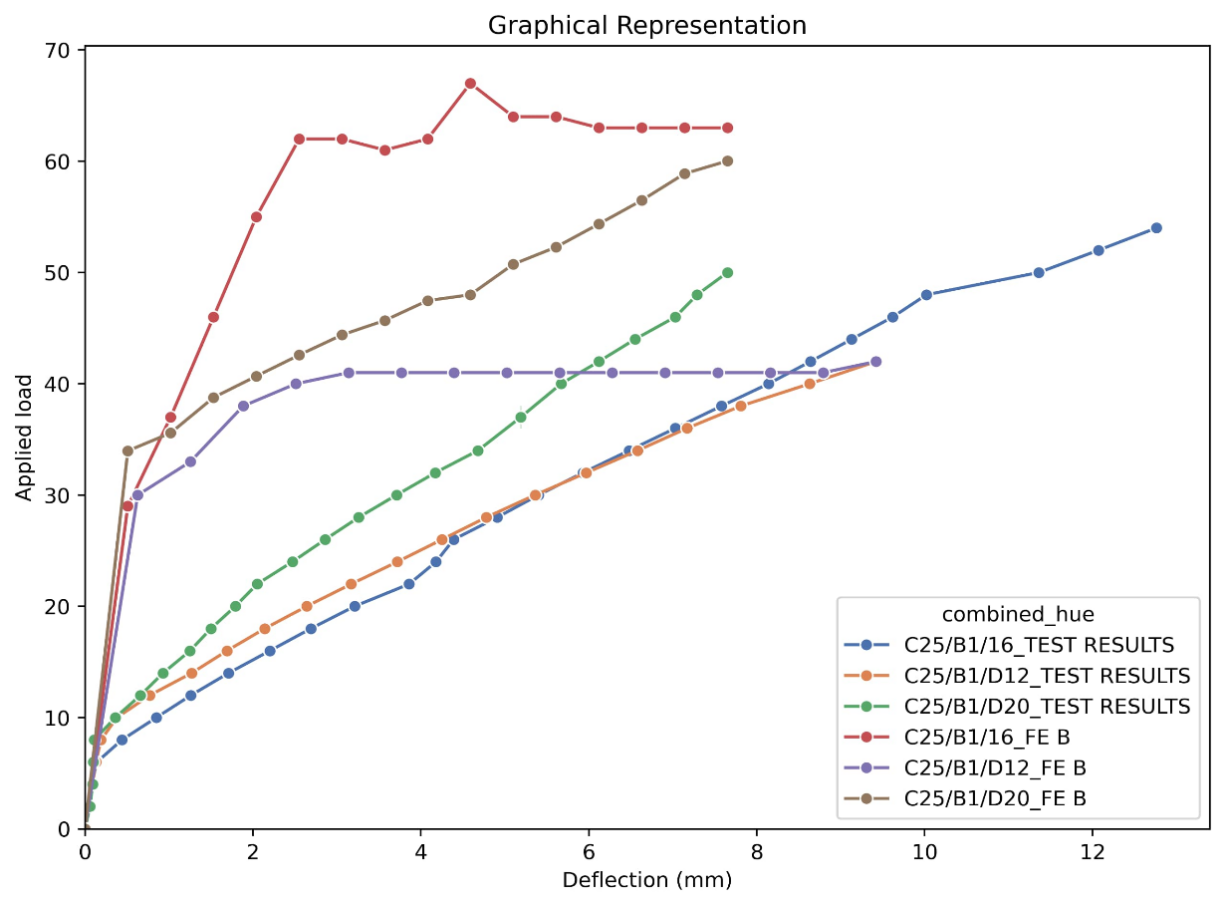 Graphical Representation
70
60
50
40
30
20
10
0
Applied load
0 2 4 6 8 10 12
Deflection (mm)
combined_hue
C25/B1/16_TEST RESULTS
C25/B1/D12_TEST RESULTS
C25/B1/D20_TEST RESULTS
C25/B1/16_FE B
C25/B1/D12_FE B
C25/B1/D20_FE B